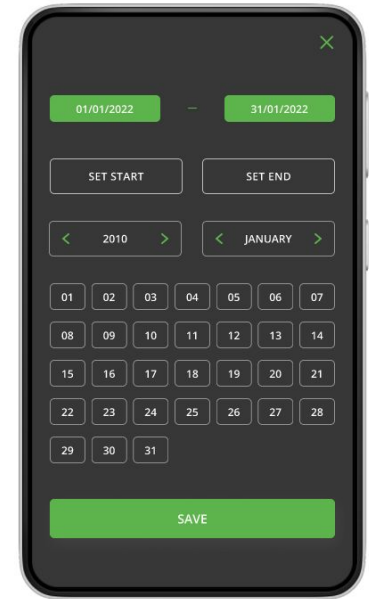 01/01/2022 – 31/01/2022
SET START SET END
< 2010 > < JANUARY >
01 02 03 04 05 06 07
08 09 10 11 12 13 14
15 16 17 18 19 20 21
22 23 24 25 26 27 28
29 30 31
SAVE